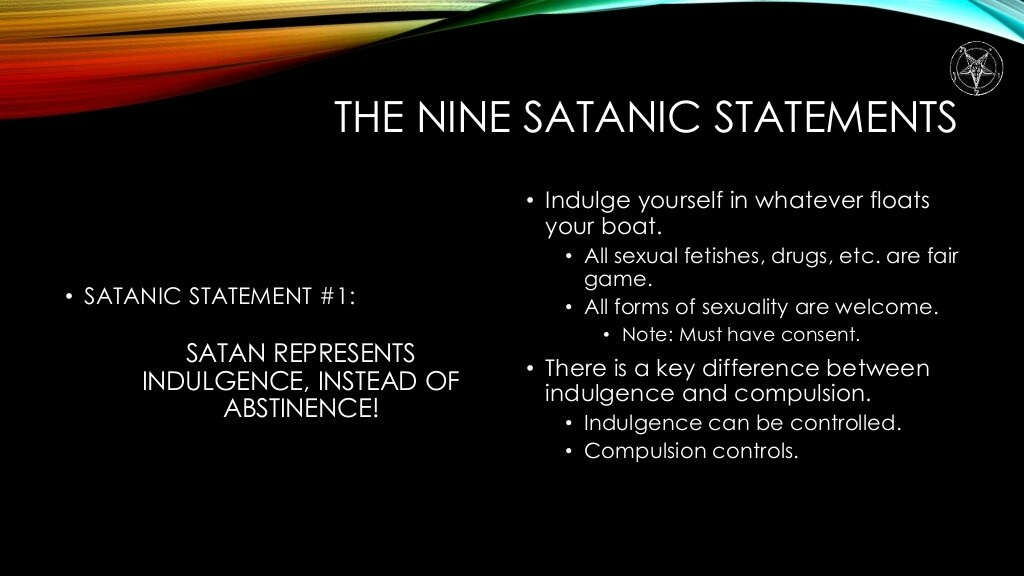 THE NINE SATANIC STATEMENTS
• SATANIC STATEMENT #1:
SATAN REPRESENTS
INDULGENCE, INSTEAD OF
ABSTINENCE!
• Indulge yourself in whatever floats
your boat.
• All sexual fetishes, drugs, etc. are fair
game.
• All forms of sexuality are welcome.
• Note: Must have consent.
• There is a key difference between
indulgence and compulsion.
• Indulgence can be controlled.
• Compulsion controls.